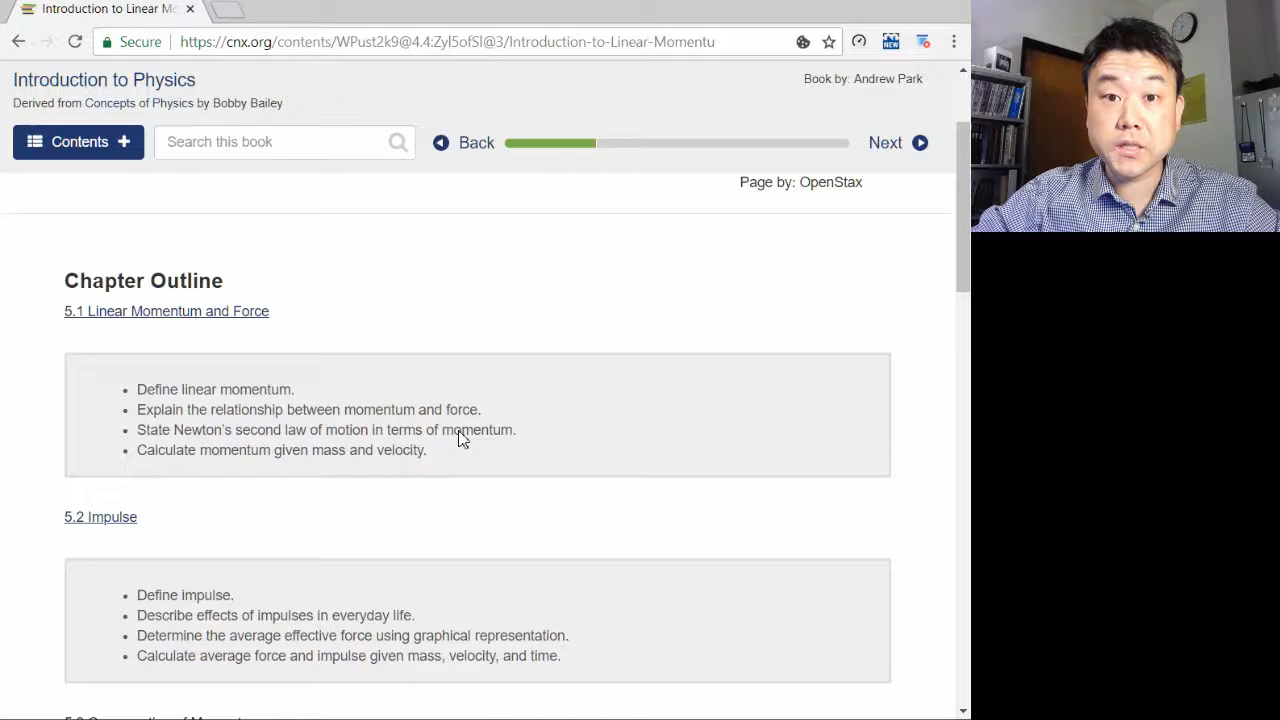 Introduction to Linear M
Secure
https://cnx.org/contents/WPust2k9@4.4:Zyl5ofSl@3/Introduction-to-Linear-Momentu
NEW
Introduction to Physics
Book by: Andrew Park
Derived from Concepts of Physics by Bobby Bailey
Contents +
Search this book
Back
Next
Page by: OpenStax
Chapter Outline
5.1 Linear Momentum and Force
• Define linear momentum.
• Explain the relationship between momentum and force.
• State Newton's second law of motion in terms of momentum.
• Calculate momentum given mass and velocity.
5.2 Impulse
• Define impulse.
• Describe effects of impulses in everyday life.
• Determine the average effective force using graphical representation.
• Calculate average force and impulse given mass, velocity, and time.